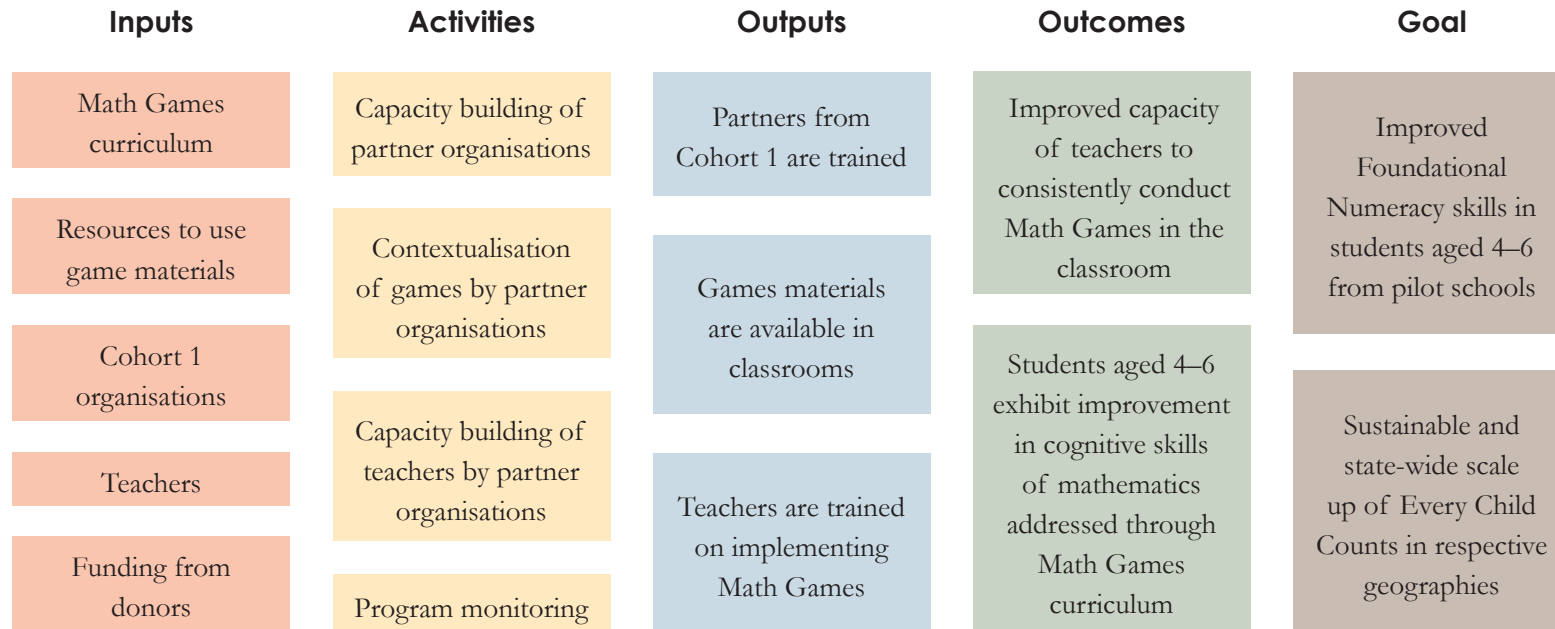 Inputs
Math Games
curriculum
Resources to use
game materials
Cohort 1
organisations
Teachers
Funding from
donors
Activities
Capacity building of
partner organisations
Contextualisation
of games by partner
organisations
Capacity building of
teachers by partner
organisations
Program monitoring
Outputs
Partners from
Cohort 1 are trained
Games materials
are available in
classrooms
Teachers are trained
on implementing
Math Games
Outcomes
Improved capacity
of teachers to
consistently conduct
Math Games in the
classroom
Students aged 4–6
exhibit improvement
in cognitive skills
of mathematics
addressed through
Math Games
curriculum
Goal
Improved
Foundational
Numeracy skills in
students aged 4–6
from pilot schools
Sustainable and
state-wide scale
up of Every Child
Counts in respective
geographies